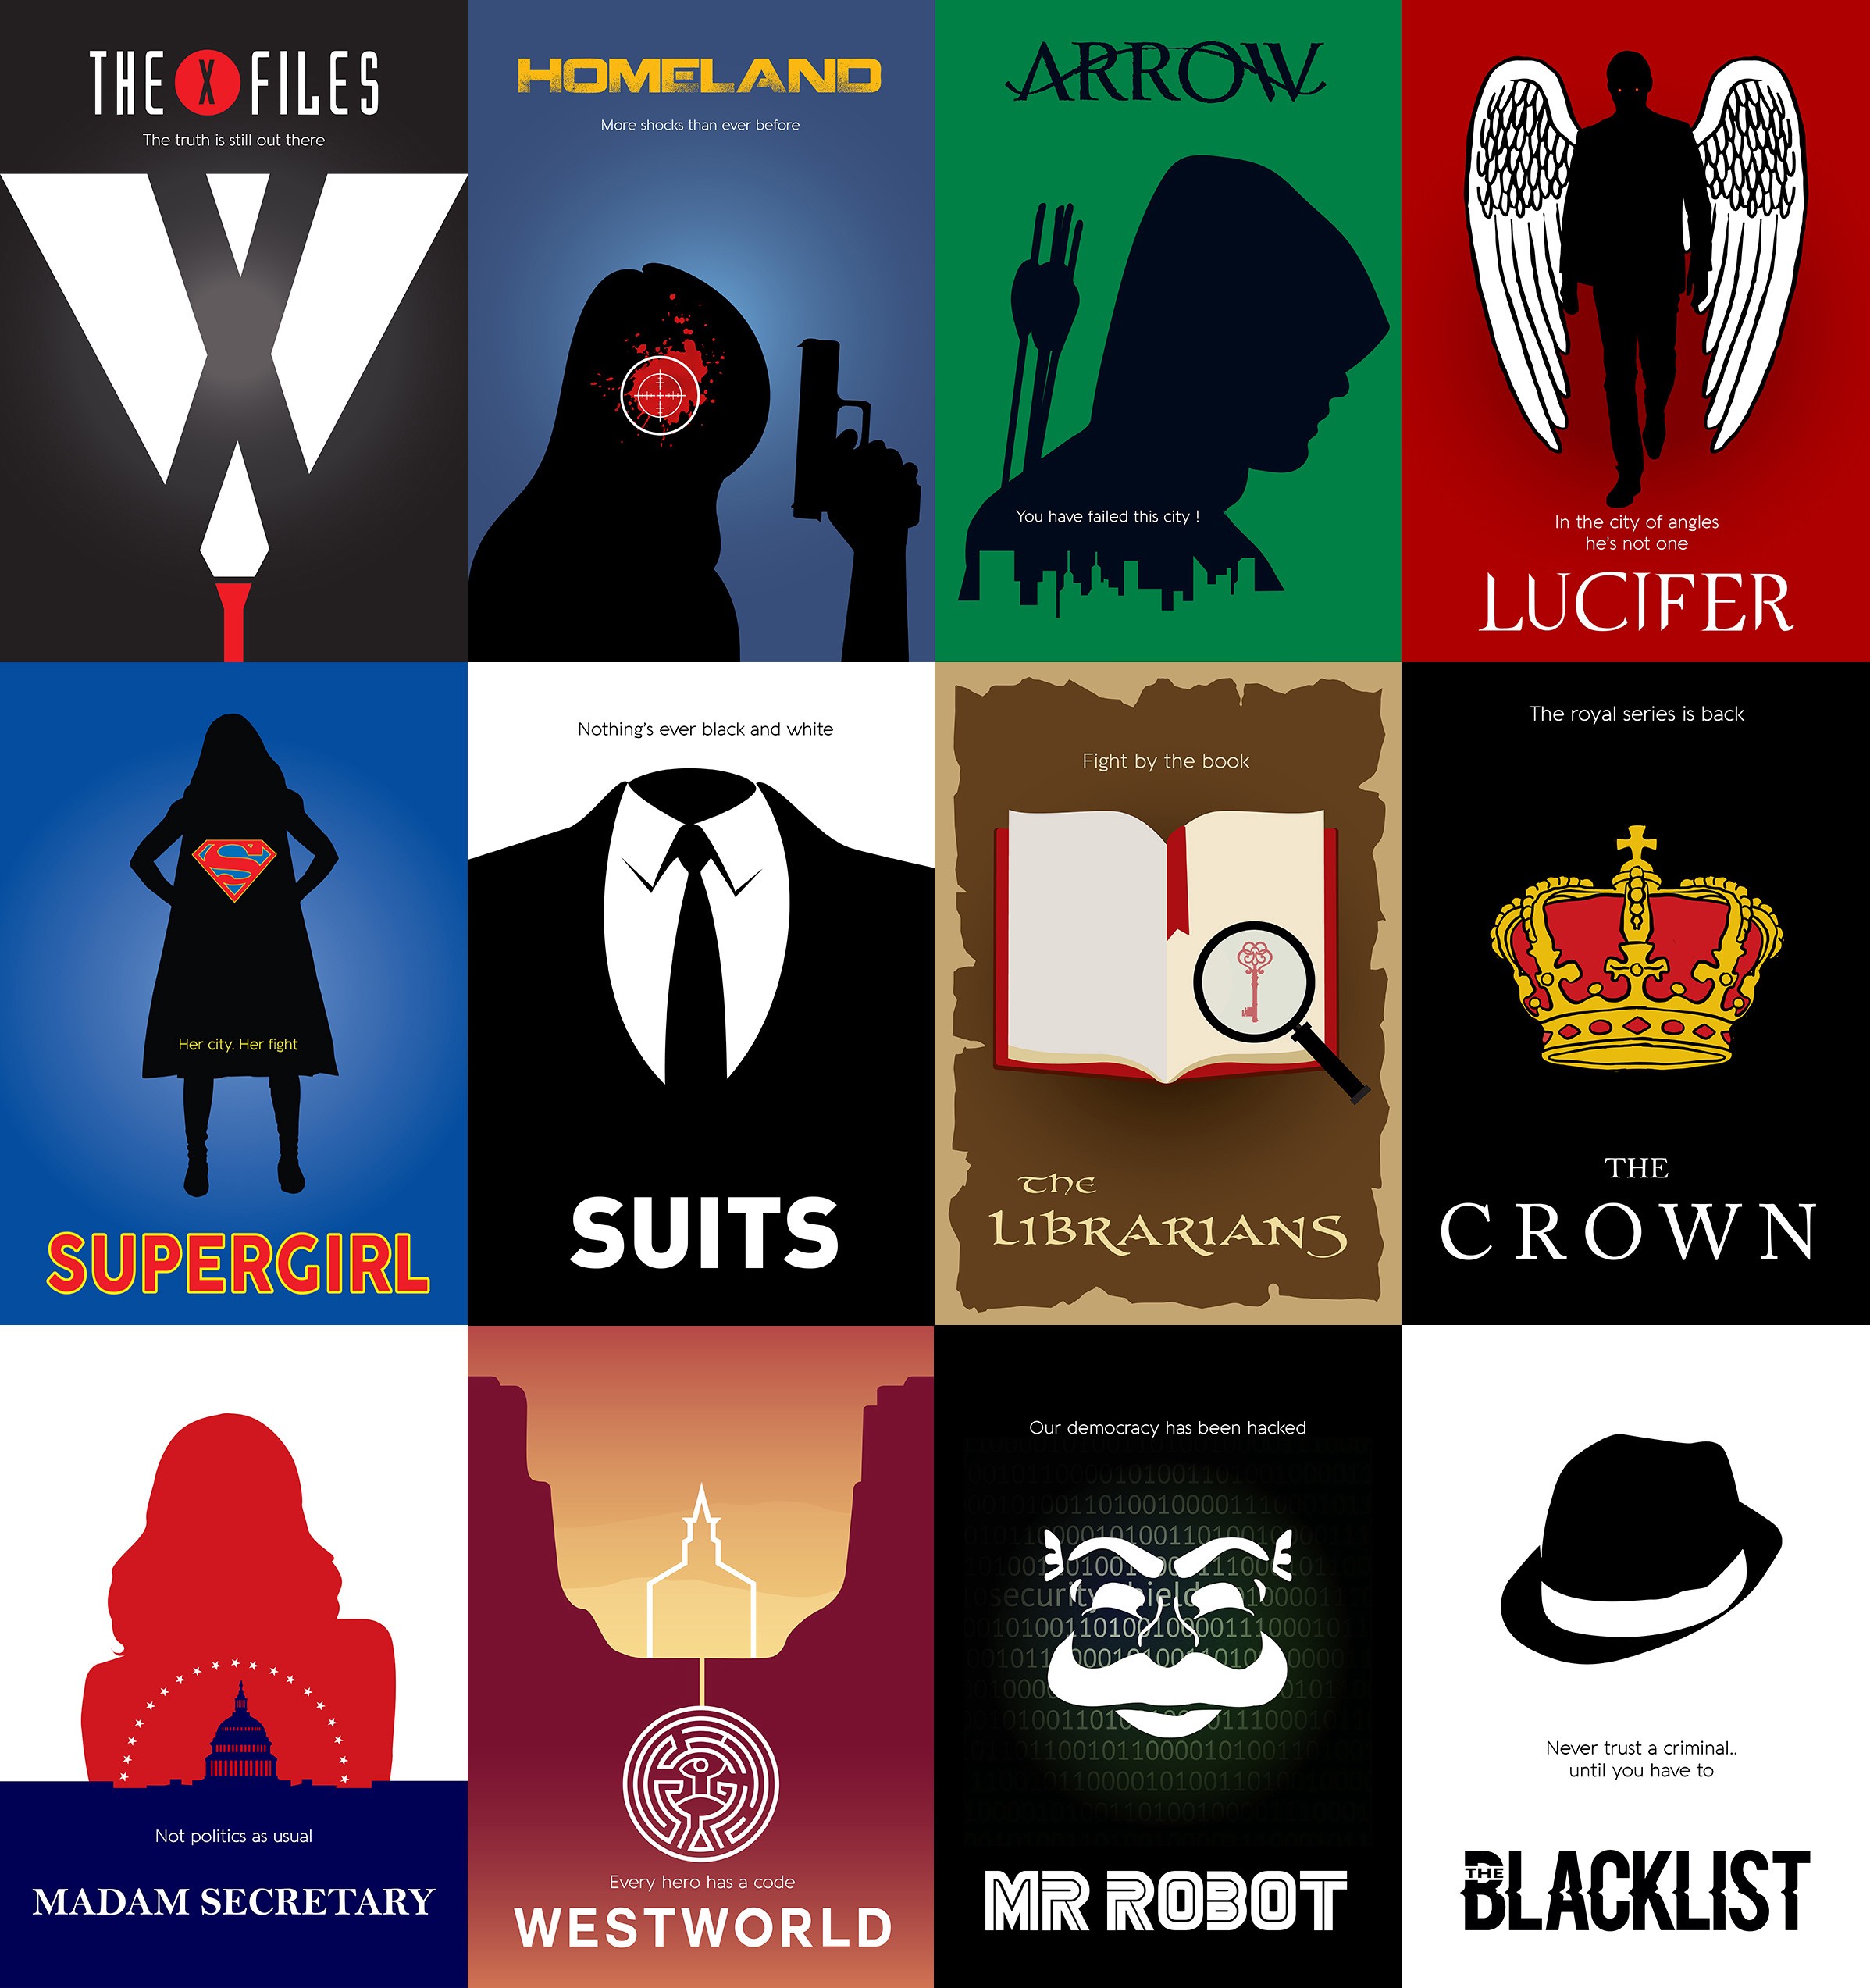 THE X FILES
The truth is still out there
HOMELAND
More shocks than ever before
ARROW
You have failed this city !
In the city of angles
he's not one
LUCIFER
Her city. Her fight
SUPERGIRL
Nothing's ever black and white
SUITS
Fight by the book
THE
LIBRARIANS
The royal series is back
THE
CROWN
Not politics as usual
MADAM SECRETARY
Every hero has a code
WESTWORLD
Our democracy has been hacked
MR ROBOT
Never trust a criminal..
until you have to
THE BLACKLIST